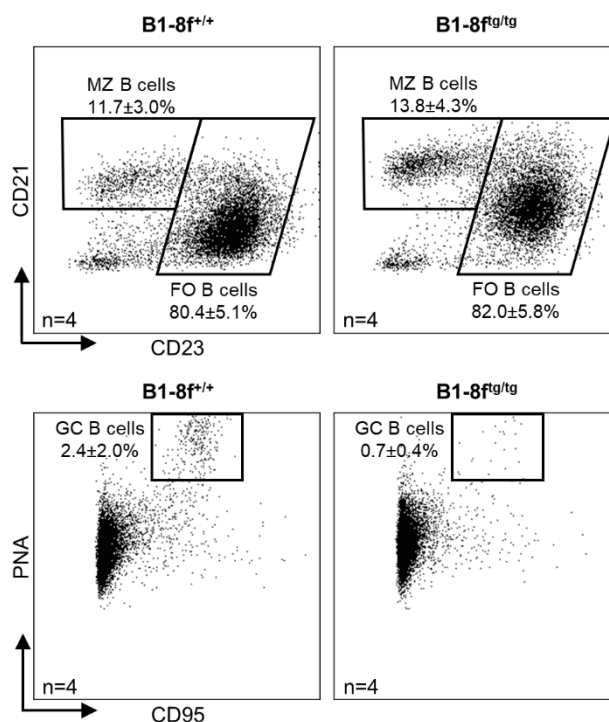 B1-8f+/+
B1-8ftg/tg
MZ B cells
11.7±3.0%
MZ B cells
13.8±4.3%
CD21
FO B cells
80.4±5.1%
FO B cells
82.0±5.8%
n=4
n=4
CD23
B1-8f+/+
B1-8ftg/tg
GC B cells
2.4±2.0%
GC B cells
0.7±0.4%
PNA
n=4
n=4
CD95